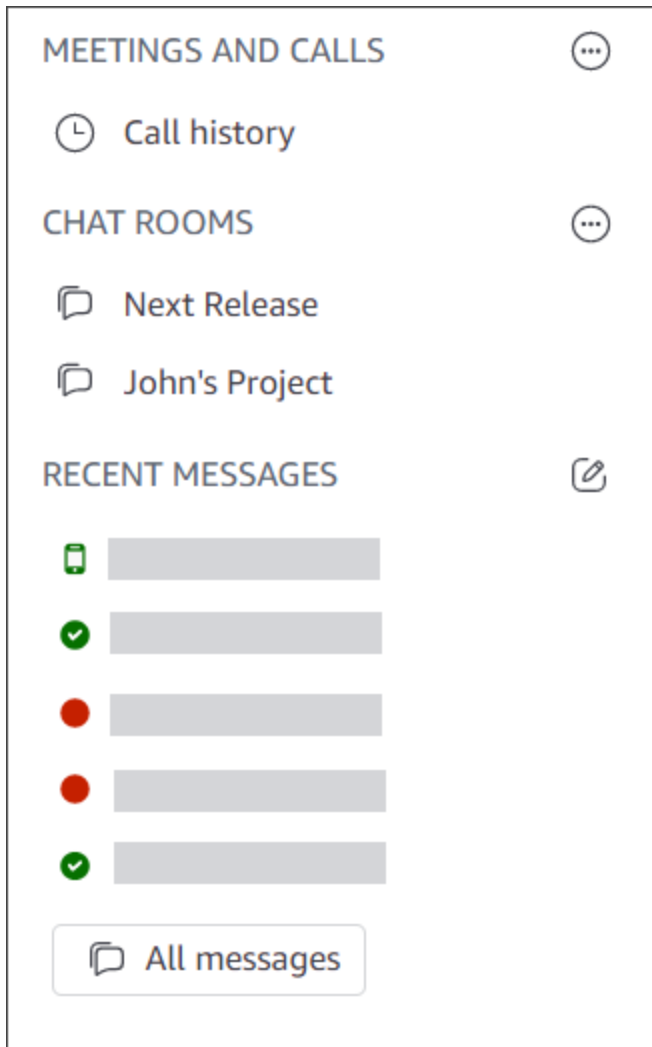 MEETINGS AND CALLS
Call history
CHAT ROOMS
Next Release
John's Project
RECENT MESSAGES
All messages